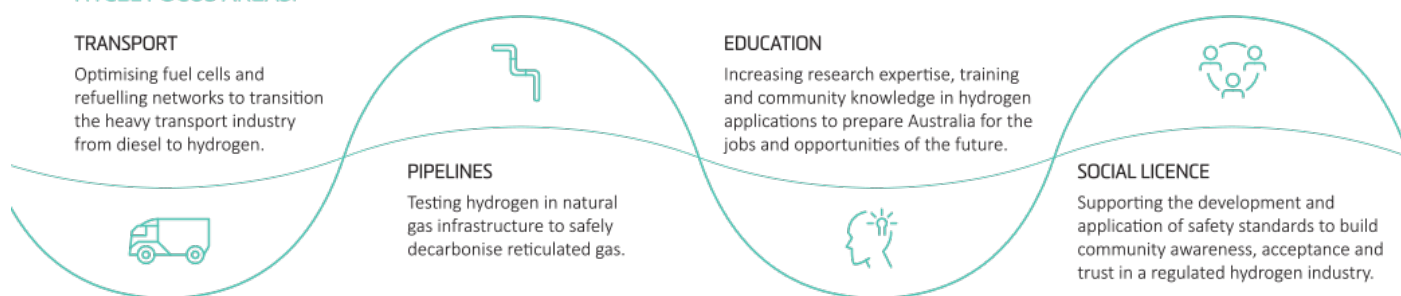 TRANSPORT
Optimising fuel cells and
refuelling networks to transition
the heavy transport industry
from diesel to hydrogen.
PIPELINES
Testing hydrogen in natural
gas infrastructure to safely
decarbonise reticulated gas.
EDUCATION
Increasing research expertise, training
and community knowledge in hydrogen
applications to prepare Australia for the
jobs and opportunities of the future.
SOCIAL LICENCE
Supporting the development and
application of safety standards to build
community awareness, acceptance and
trust in a regulated hydrogen industry.